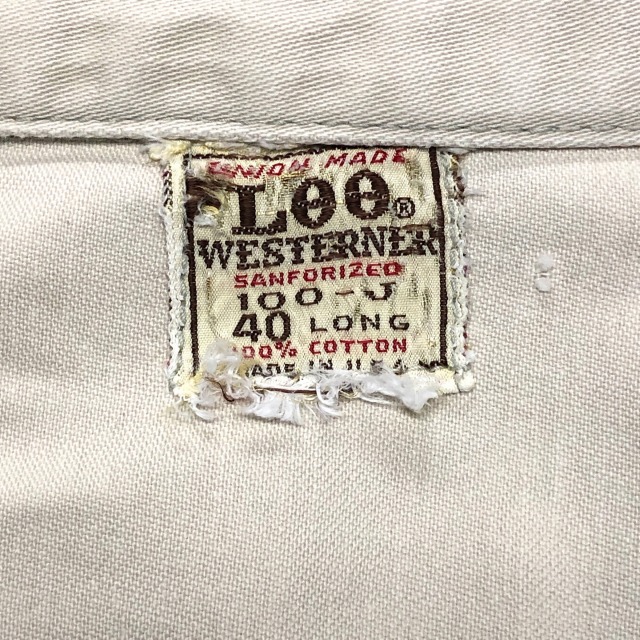 UNION MADE
Lee®
WESTERNER
SANFORIZED
100-J
40 LONG
100% COTTON
MADE IN U.S.A.